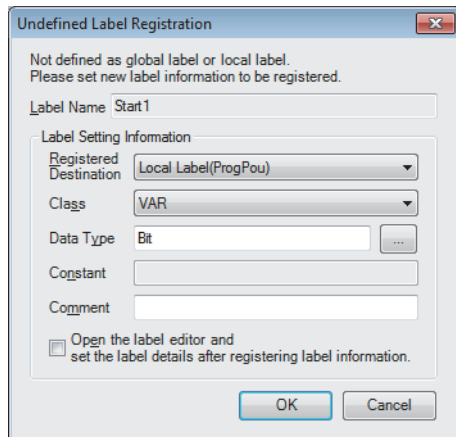 Undefined Label Registration
Not defined as global label or local label.
Please set new label information to be registered.
Label Name Start1
Label Setting Information
Registered Destination Local Label(ProgPou)
Class VAR
Data Type Bit ...
Constant
Comment
Open the label editor and
set the label details after registering label information.
OK Cancel